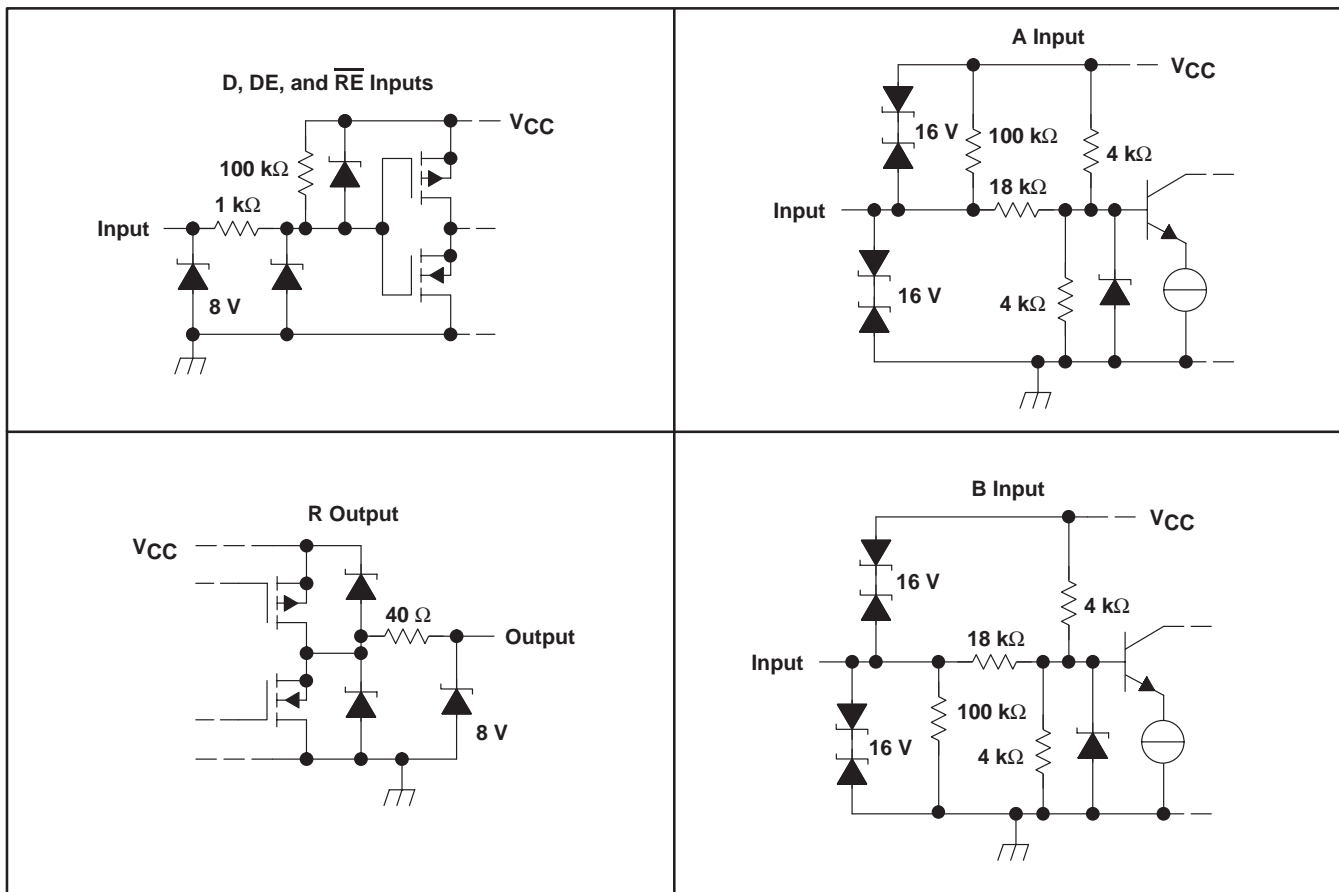 D, DE, and R̅E̅ Inputs
VCC
100 kΩ
1 kΩ
Input
8 V
A Input
VCC
16 V
100 kΩ
4 kΩ
18 kΩ
Input
16 V
4 kΩ
R Output
VCC
40 Ω
Output
8 V
B Input
VCC
16 V
4 kΩ
18 kΩ
Input
100 kΩ
16 V
4 kΩ